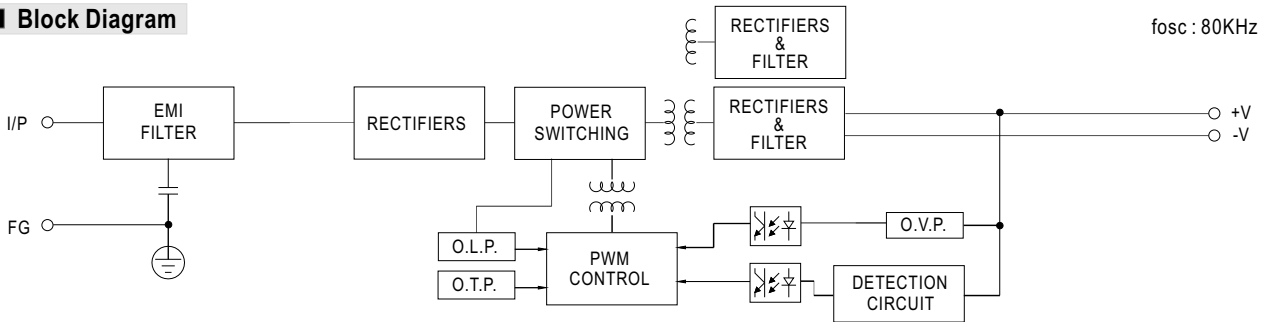 Block Diagram
fosc : 80KHz
RECTIFIERS
&
FILTER
I/P
EMI
FILTER
RECTIFIERS
POWER
SWITCHING
RECTIFIERS
&
FILTER
+V
-V
FG
O.L.P.
O.T.P.
PWM
CONTROL
O.V.P.
DETECTION
CIRCUIT